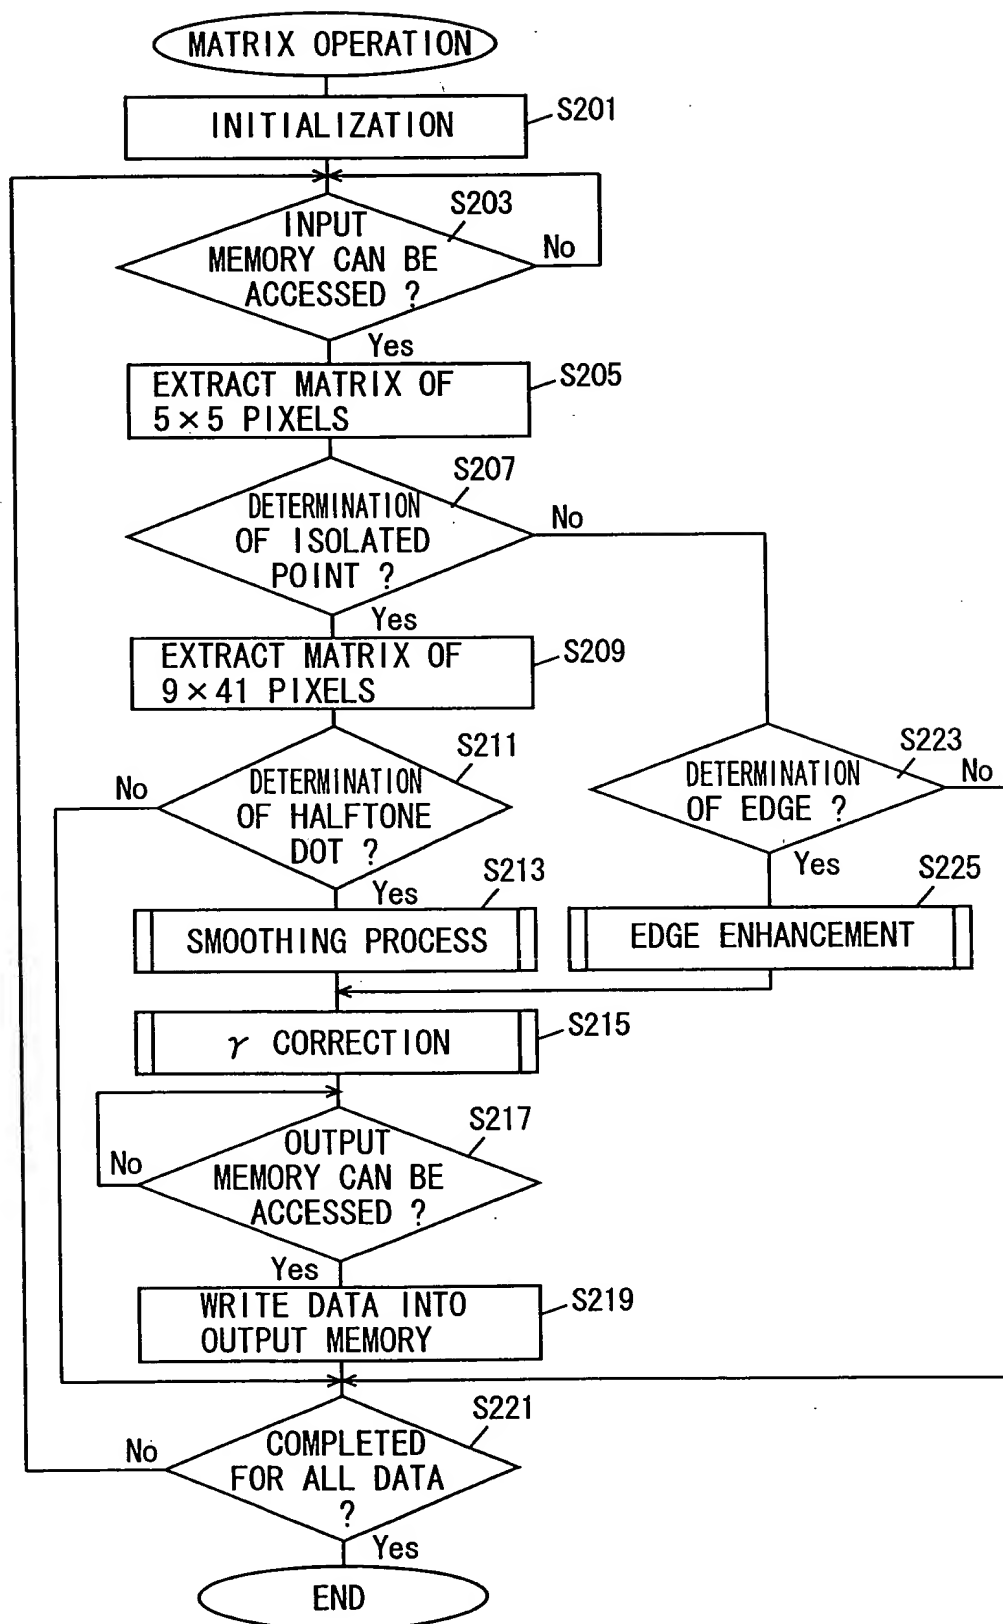 MATRIX OPERATION
INITIALIZATION
S201
INPUT
MEMORY CAN BE
ACCESSED ?
S203
No
Yes
EXTRACT MATRIX OF
5×5 PIXELS
S205
DETERMINATION
OF ISOLATED
POINT ?
S207
No
Yes
EXTRACT MATRIX OF
9×41 PIXELS
S209
DETERMINATION
OF HALFTONE
DOT ?
S211
No
Yes
DETERMINATION
OF EDGE ?
S223
No
Yes
SMOOTHING PROCESS
S213
EDGE ENHANCEMENT
S225
γ CORRECTION
S215
OUTPUT
MEMORY CAN BE
ACCESSED ?
S217
No
Yes
WRITE DATA INTO
OUTPUT MEMORY
S219
COMPLETED
FOR ALL DATA
?
S221
No
Yes
END